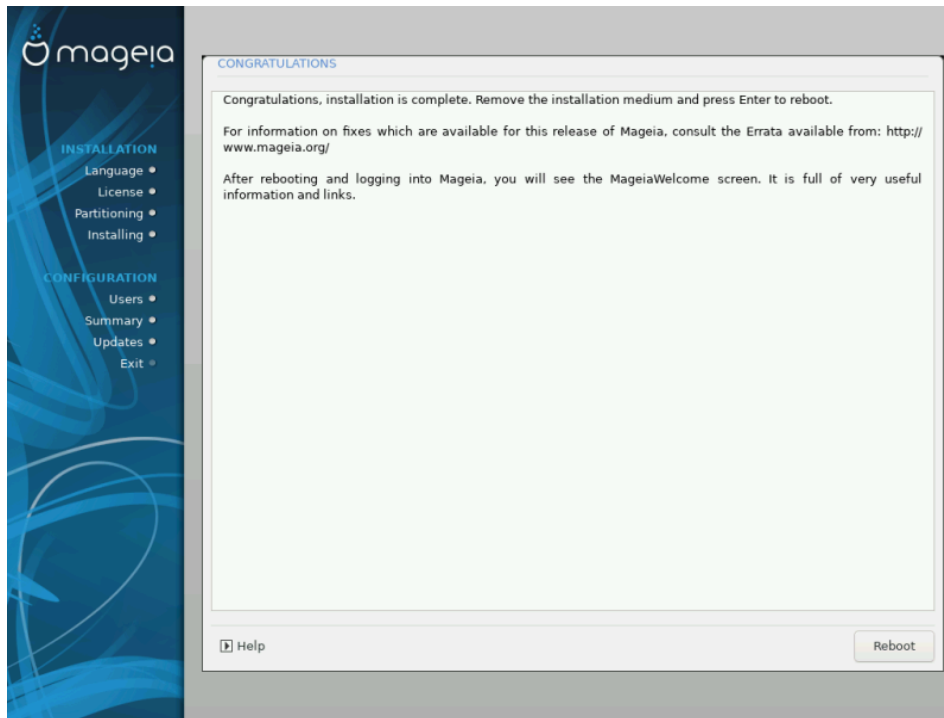 mageia
INSTALLATION
Language
License
Partitioning
Installing
CONFIGURATION
Users
Summary
Updates
Exit
CONGRATULATIONS
Congratulations, installation is complete. Remove the installation medium and press Enter to reboot.
For information on fixes which are available for this release of Mageia, consult the Errata available from: http://
www.mageia.org/
After rebooting and logging into Mageia, you will see the MageiaWelcome screen. It is full of very useful
information and links.
Help
Reboot